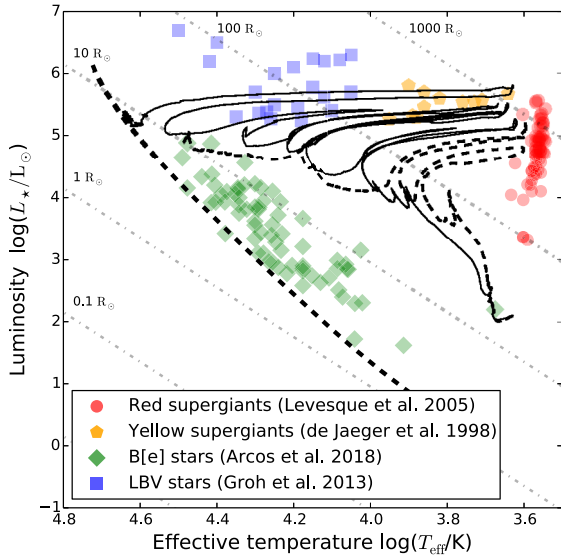 100 R☉
1000 R☉
10 R☉
1 R☉
0.1 R☉
7
6
5
4
3
2
1
0
−1
Luminosity log(L⋆/L☉)
Red supergiants (Levesque et al. 2005)
Yellow supergiants (de Jaeger et al. 1998)
B[e] stars (Arcos et al. 2018)
LBV stars (Groh et al. 2013)
4.8 4.6 4.4 4.2 4.0 3.8 3.6
Effective temperature log(Teff/K)